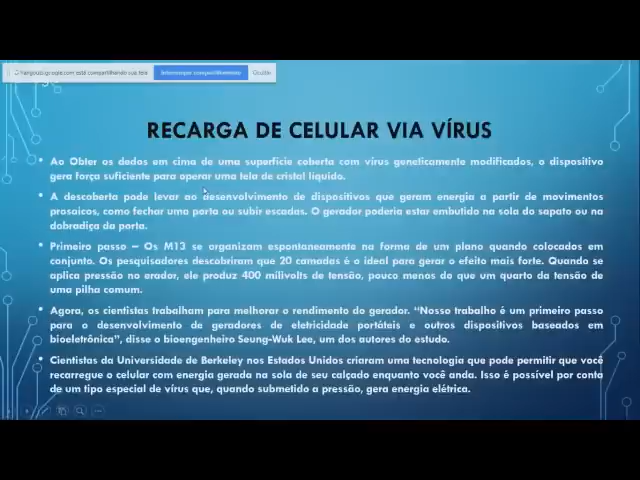 hangouts.google.com está compartilhando sua tela
Interromper compartilhamento
Ocultar
RECARGA DE CELULAR VIA VÍRUS
• Ao Obter os dedos em cima de uma superfície coberta com vírus geneticamente modificados, o dispositivo
gera força suficiente para operar uma tela de cristal líquido.
• A descoberta pode levar ao desenvolvimento de dispositivos que geram energia a partir de movimentos
prosaicos, como fechar uma porta ou subir escadas. O gerador poderia estar embutido na sola do sapato ou na
dobradiça da porta.
• Primeiro passo – Os M13 se organizam espontaneamente na forma de um plano quando colocados em
conjunto. Os pesquisadores descobriram que 20 camadas é o ideal para gerar o efeito mais forte. Quando se
aplica pressão no erador, ele produz 400 milivolts de tensão, pouco menos do que um quarto da tensão de
uma pilha comum.
• Agora, os cientistas trabalham para melhorar o rendimento do gerador. “Nosso trabalho é um primeiro passo
para o desenvolvimento de geradores de eletricidade portáteis e outros dispositivos baseados em
bioeletrônica”, disse o bioengenheiro Seung-Wuk Lee, um dos autores do estudo.
• Cientistas da Universidade de Berkeley nos Estados Unidos criaram uma tecnologia que pode permitir que você
recarregue o celular com energia gerada na sola de seu calçado enquanto você anda. Isso é possível por conta
de um tipo especial de vírus que, quando submetido a pressão, gera energia elétrica.